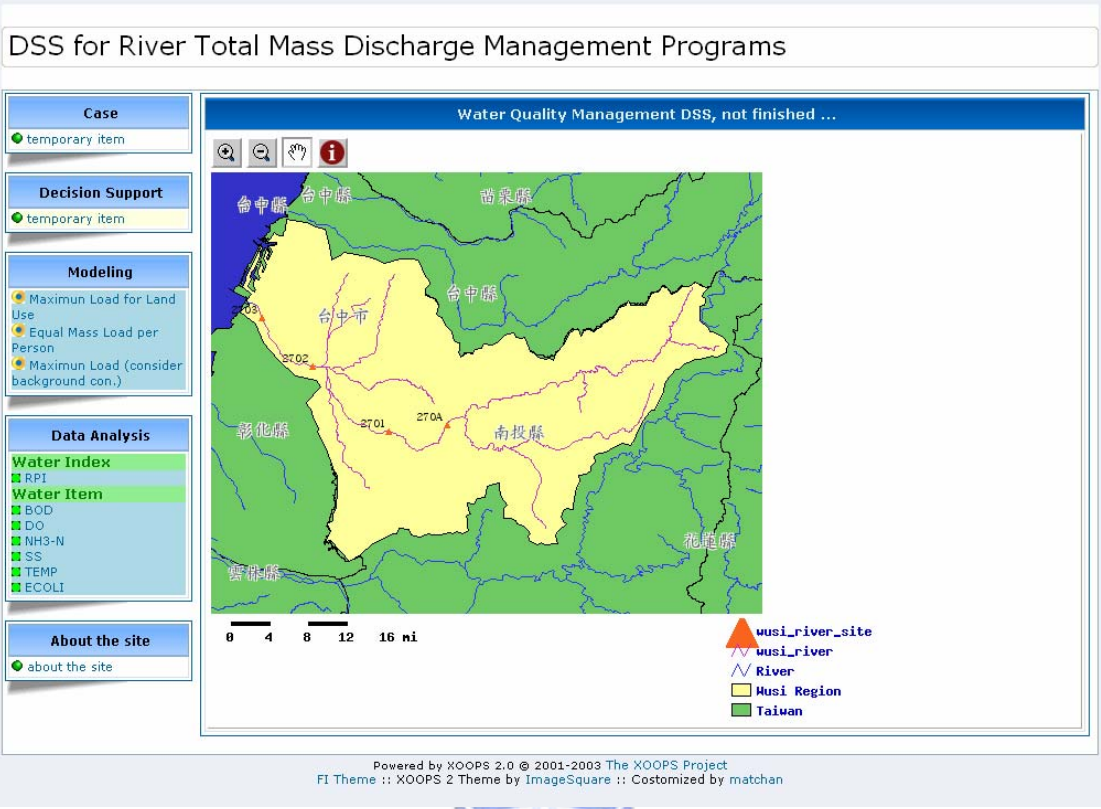 DSS for River Total Mass Discharge Management Programs
Case
temporary item
Decision Support
temporary item
Modeling
Maximun Load for Land
Use
Equal Mass Load per
Person
Maximun Load (consider
background con.)
Data Analysis
Water Index
RPI
Water Item
BOD
DO
NH3-N
SS
TEMP
ECOLI
About the site
about the site
Water Quality Management DSS, not finished ...
台中縣
台中縣
苗栗縣
台中縣
2703
台中市
2702
2701
270A
彰化縣
南投縣
花蓮縣
雲林縣
0 4 8 12 16 mi
wusi_river_site
wusi_river
River
Wusi Region
Taiwan
Powered by XOOPS 2.0 © 2001-2003 The XOOPS Project
FI Theme :: XOOPS 2 Theme by ImageSquare :: Costomized by matchan